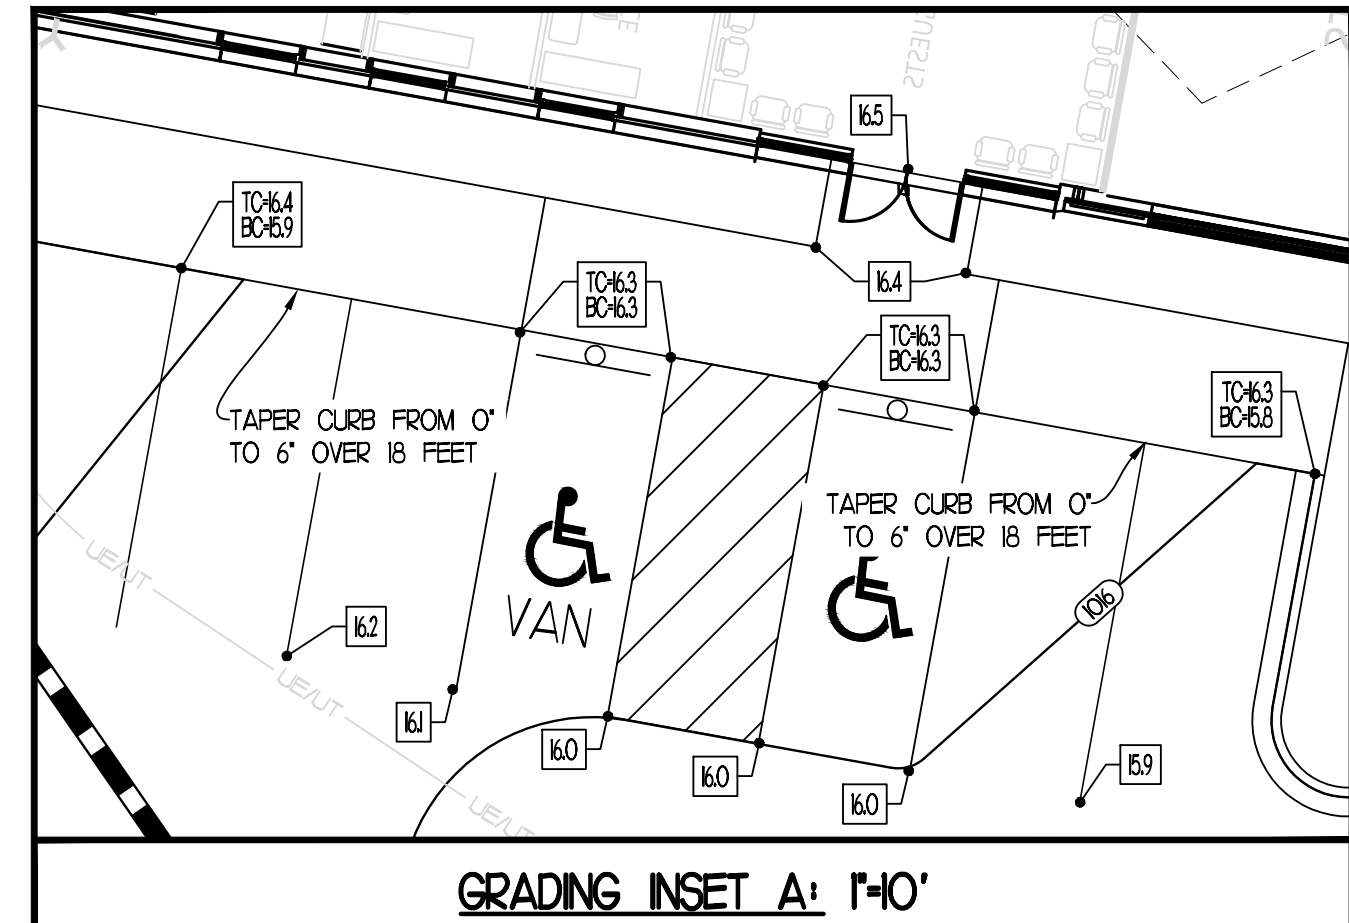 UESTS
16.5
TC=16.4
BC=15.9
TC=16.3
BC=16.3
16.4
TC=16.3
BC=16.3
TC=16.3
BC=15.8
TAPER CURB FROM 0"
TO 6" OVER 18 FEET
TAPER CURB FROM 0"
TO 6" OVER 18 FEET
UE/UT
VAN
1016
16.2
UE/UT
16.1
16.0
16.0
15.9
16.0
UE/UT
GRADING INSET A: 1"=10'